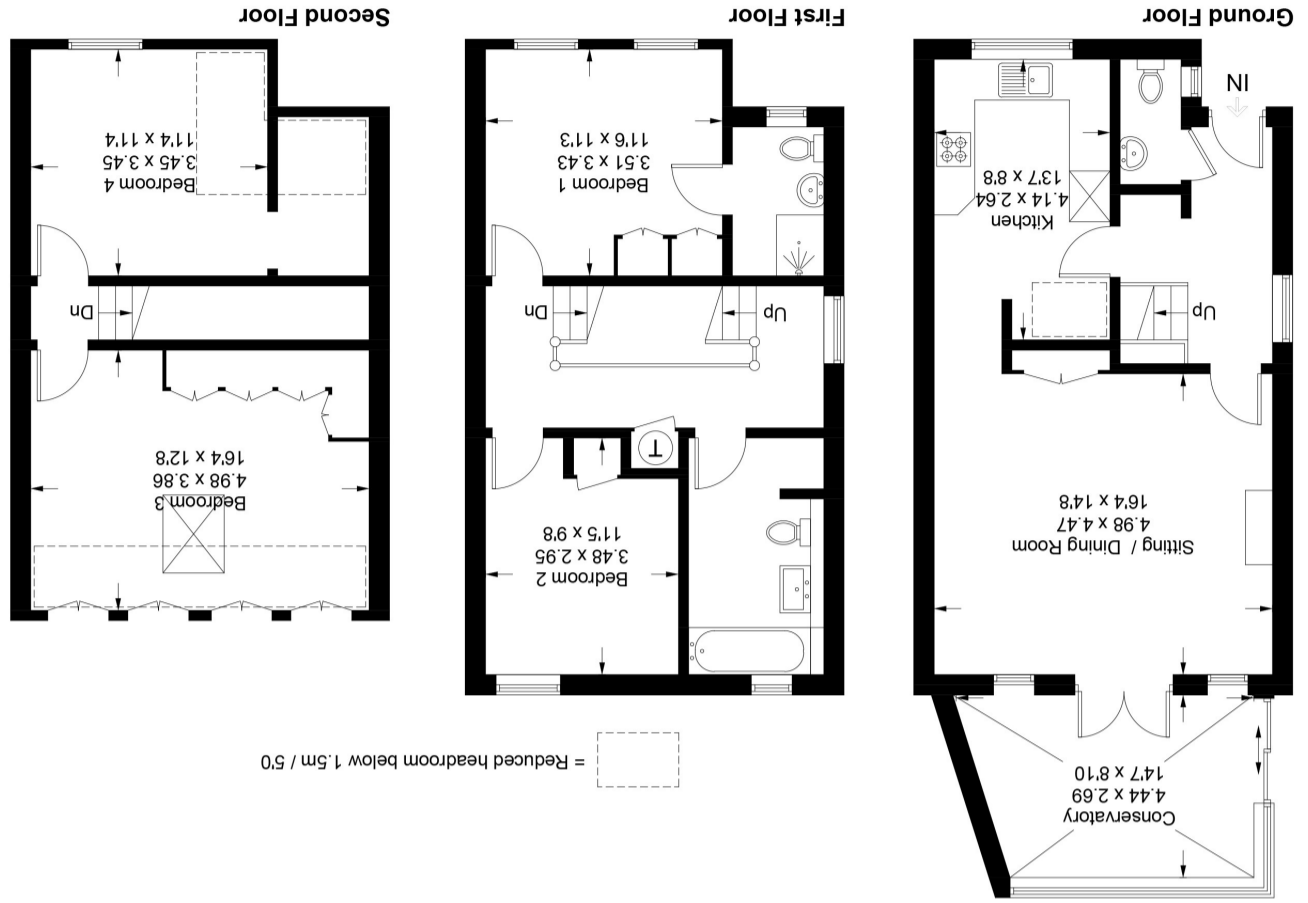 Conservatory
4.44 x 2.69
14'7 x 8'10
= Reduced headroom below 1.5m / 5'0
Sitting / Dining Room
4.98 x 4.47
16'4 x 14'8
Up
Kitchen
4.14 x 2.64
13'7 x 8'8
IN
Ground Floor
Bedroom 2
3.48 x 2.95
11'5 x 9'8
T
Up
Dn
Bedroom 1
3.51 x 3.43
11'6 x 11'3
First Floor
Bedroom 3
4.98 x 3.86
16'4 x 12'8
Dn
Bedroom 4
3.45 x 3.45
11'4 x 11'4
Second Floor